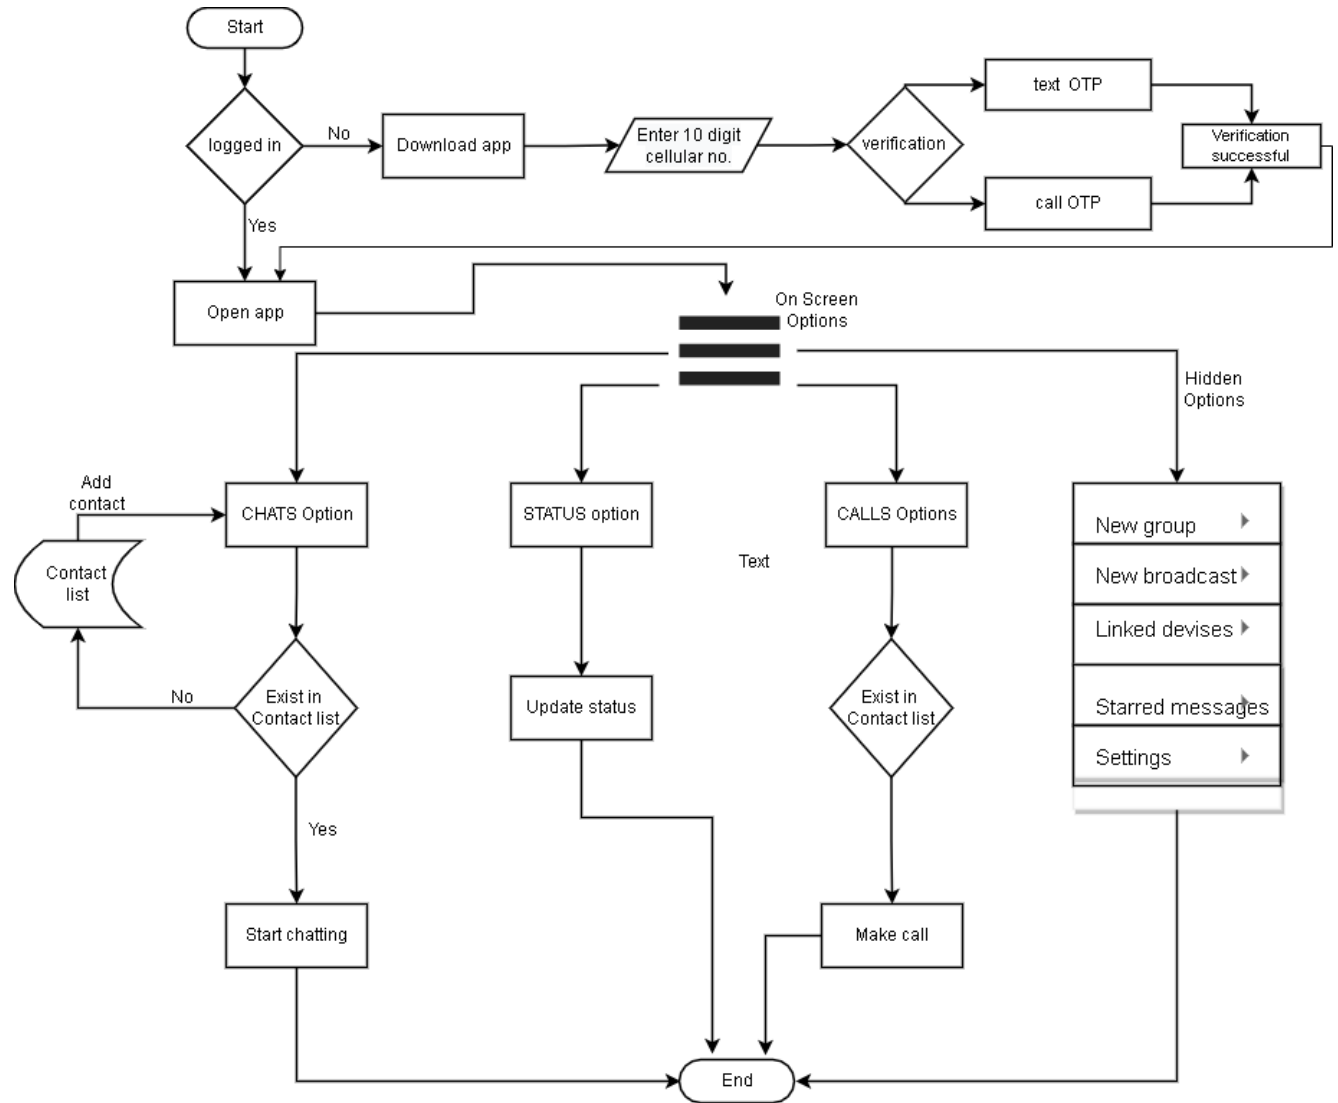 Start
logged in
No
Download app
Enter 10 digit
cellular no.
verification
text OTP
call OTP
Verification
successful
Yes
Open app
On Screen
Options
Hidden
Options
Add
contact
CHATS Option
STATUS option
CALLS Options
Text
Contact
list
New group
New broadcast
Linked devises
Starred messages
Settings
No
Exist in
Contact list
Update status
Exist in
Contact list
Yes
Start chatting
Make call
End